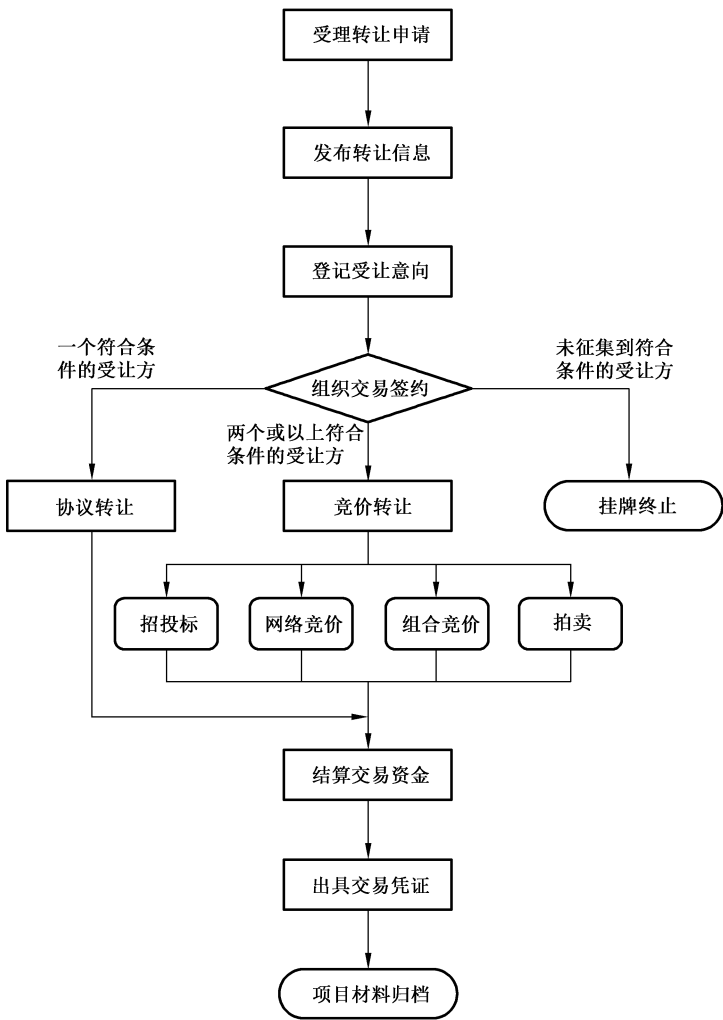 受理转让申请
发布转让信息
登记受让意向
一个符合条
件的受让方
未征集到符合
条件的受让方
组织交易签约
两个或以上符合
条件的受让方
协议转让
竞价转让
挂牌终止
招投标
网络竞价
组合竞价
拍卖
结算交易资金
出具交易凭证
项目材料归档